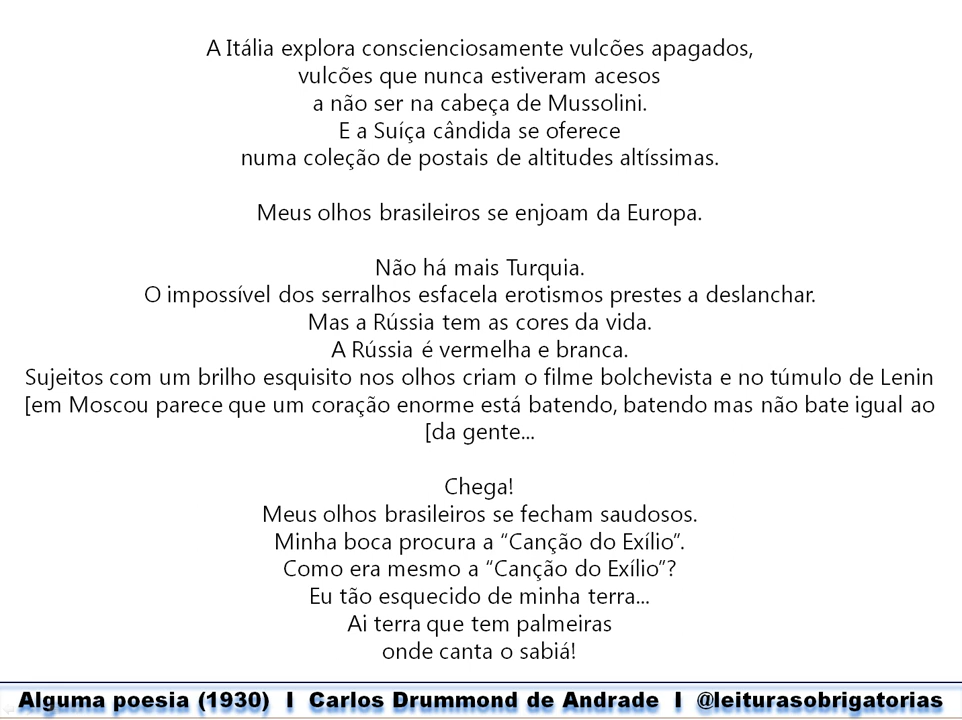 A Itália explora conscienciosamente vulcões apagados,
vulcões que nunca estiveram acesos
a não ser na cabeça de Mussolini.
E a Suíça cândida se oferece
numa coleção de postais de altitudes altíssimas.
Meus olhos brasileiros se enjoam da Europa.
Não há mais Turquia.
O impossível dos serralhos esfacela erotismos prestes a deslanchar.
Mas a Rússia tem as cores da vida.
A Rússia é vermelha e branca.
Sujeitos com um brilho esquisito nos olhos criam o filme bolchevista e no túmulo de Lenin
[em Moscou parece que um coração enorme está batendo, batendo mas não bate igual ao
[da gente...
Chega!
Meus olhos brasileiros se fecham saudosos.
Minha boca procura a “Canção do Exílio”.
Como era mesmo a “Canção do Exílio”?
Eu tão esquecido de minha terra...
Ai terra que tem palmeiras
onde canta o sabiá!
Alguma poesia (1930) I Carlos Drummond de Andrade I @leiturasobrigatorias